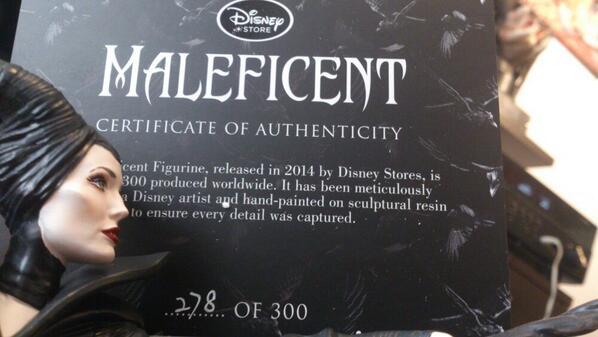 Disney
STORE
MALEFICENT
CERTIFICATE OF AUTHENTICITY
Figurine, released in 2014 by Disney Stores, is
300 produced worldwide. It has been meticulously
Disney artist and hand-painted on sculptural resin
to ensure every detail was captured.
278 OF 300